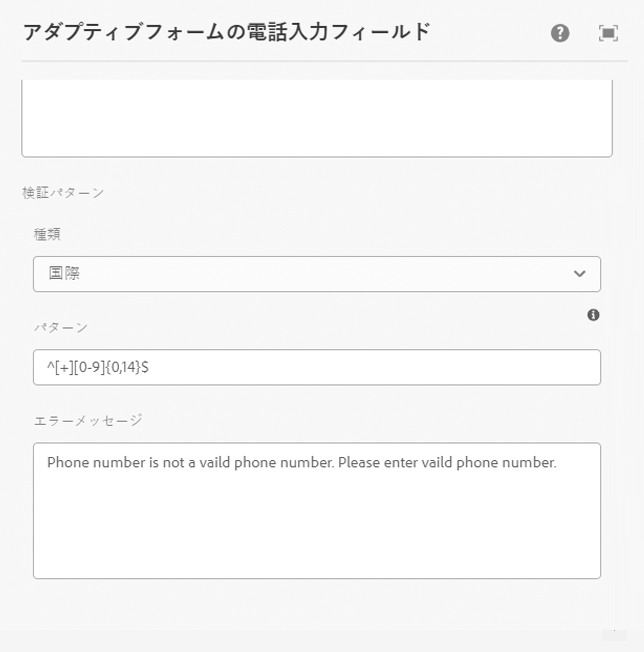 アダプティブフォームの電話入力フィールド
検証パターン
種類
国際
パターン
^[+][0-9]{0,14}$
エラーメッセージ
Phone number is not a vaild phone number. Please enter vaild phone number.